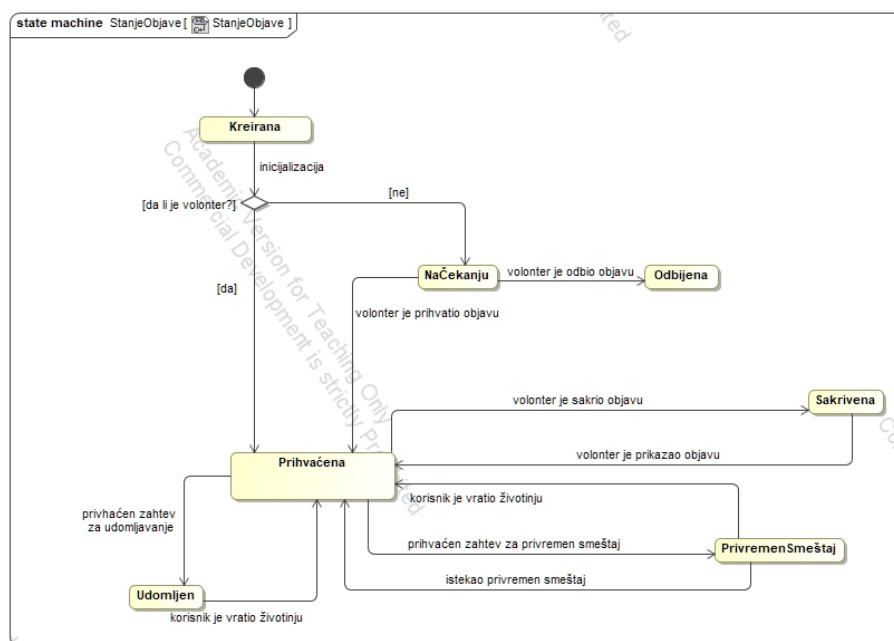 state machine StanjeObjave [ StanjeObjave ]
Kreirana
inicijalizacija
[da li je volonter?]
[ne]
NaČekanju
volonter je odbio objavu
Odbijena
[da]
volonter je prihvatio objavu
volonter je sakrio objavu
Sakrivena
Prihvaćena
volonter je prikazao objavu
korisnik je vratio životinju
privhaćen zahtev
za udomljavanje
prihvaćen zahtev za privremen smeštaj
PrivremenSmeštaj
istekao privremen smeštaj
Udomljen
korisnik je vratio životinju
Academic Version for Teaching Only
Commercial Development is strictly Prohibited